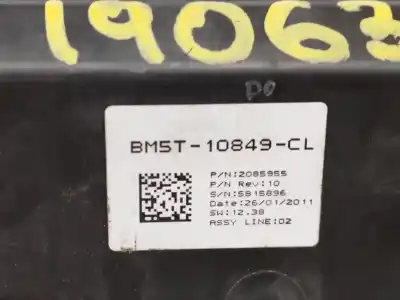 19063
po
BM5T-10849-CL
P/N:2085955
P/N Rev:10
S/N:5815896
Date:26/01/2011
SW:12.38
ASSY LINE:02